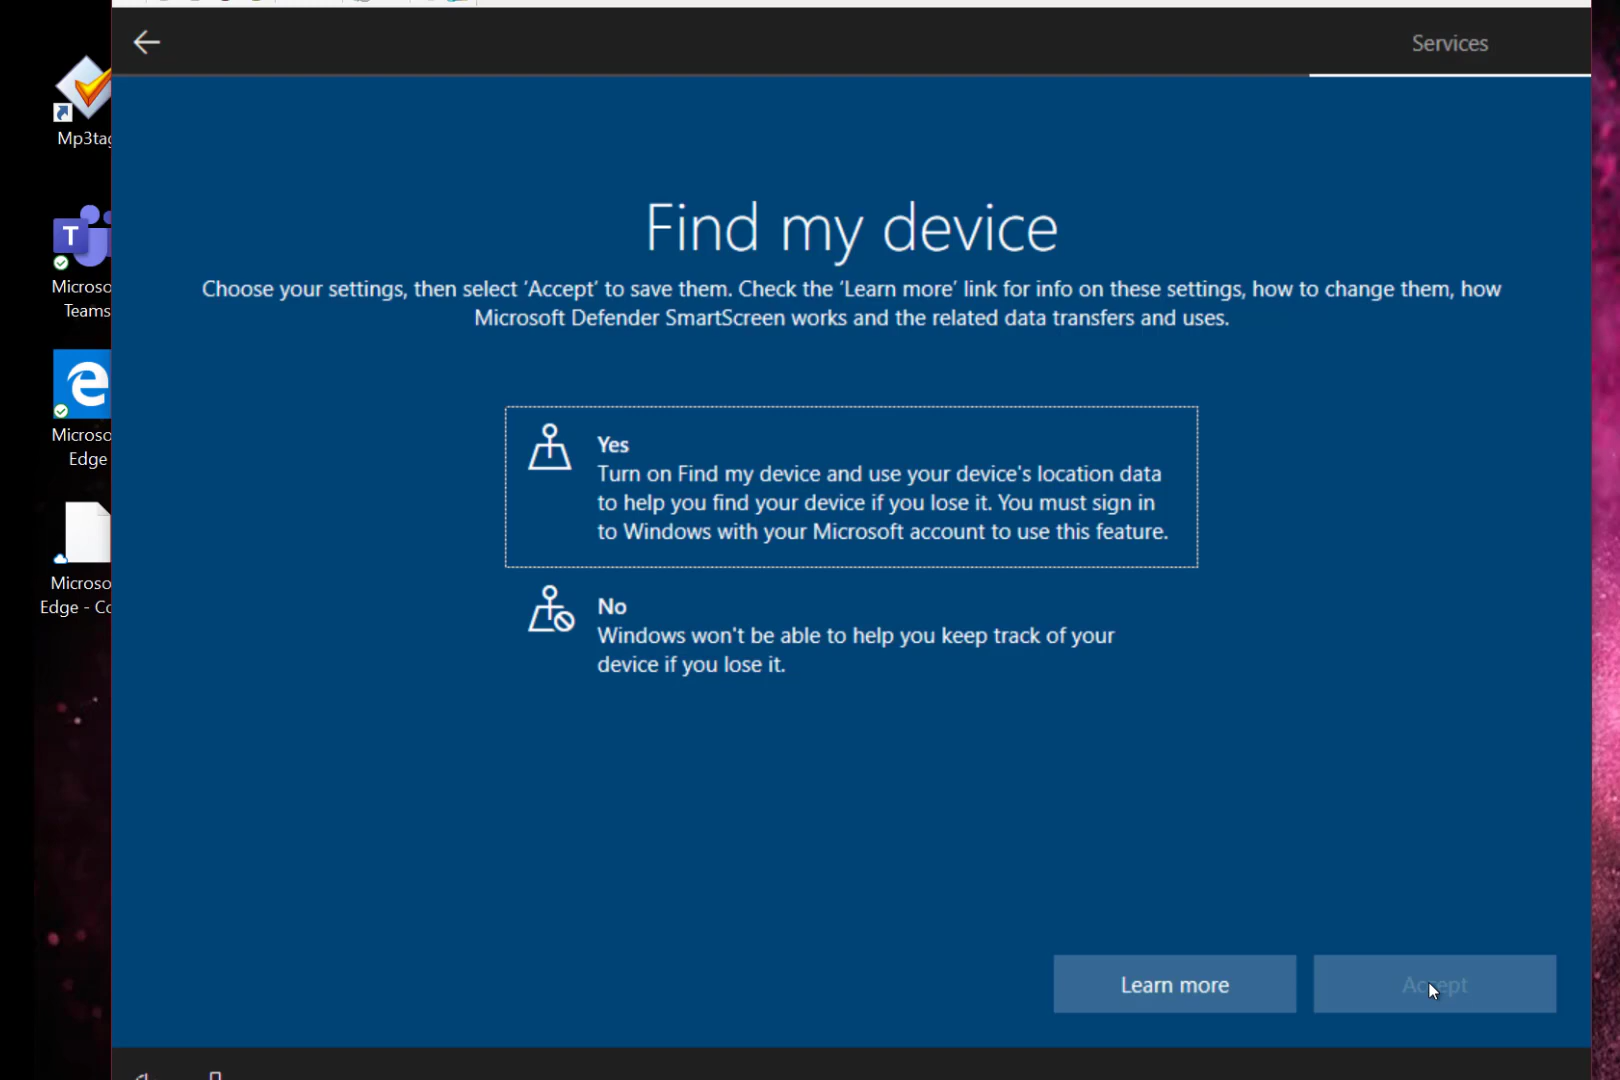 Services
Mp3tag
Find my device
Choose your settings, then select ‘Accept’ to save them. Check the ‘Learn more’ link for info on these settings, how to change them, how
Microsoft Defender SmartScreen works and the related data transfers and uses.
T
Microso
Teams
Microso
Edge
Yes
Turn on Find my device and use your device's location data
to help you find your device if you lose it. You must sign in
to Windows with your Microsoft account to use this feature.
Microso
Edge - Co
No
Windows won't be able to help you keep track of your
device if you lose it.
Learn more
Accept